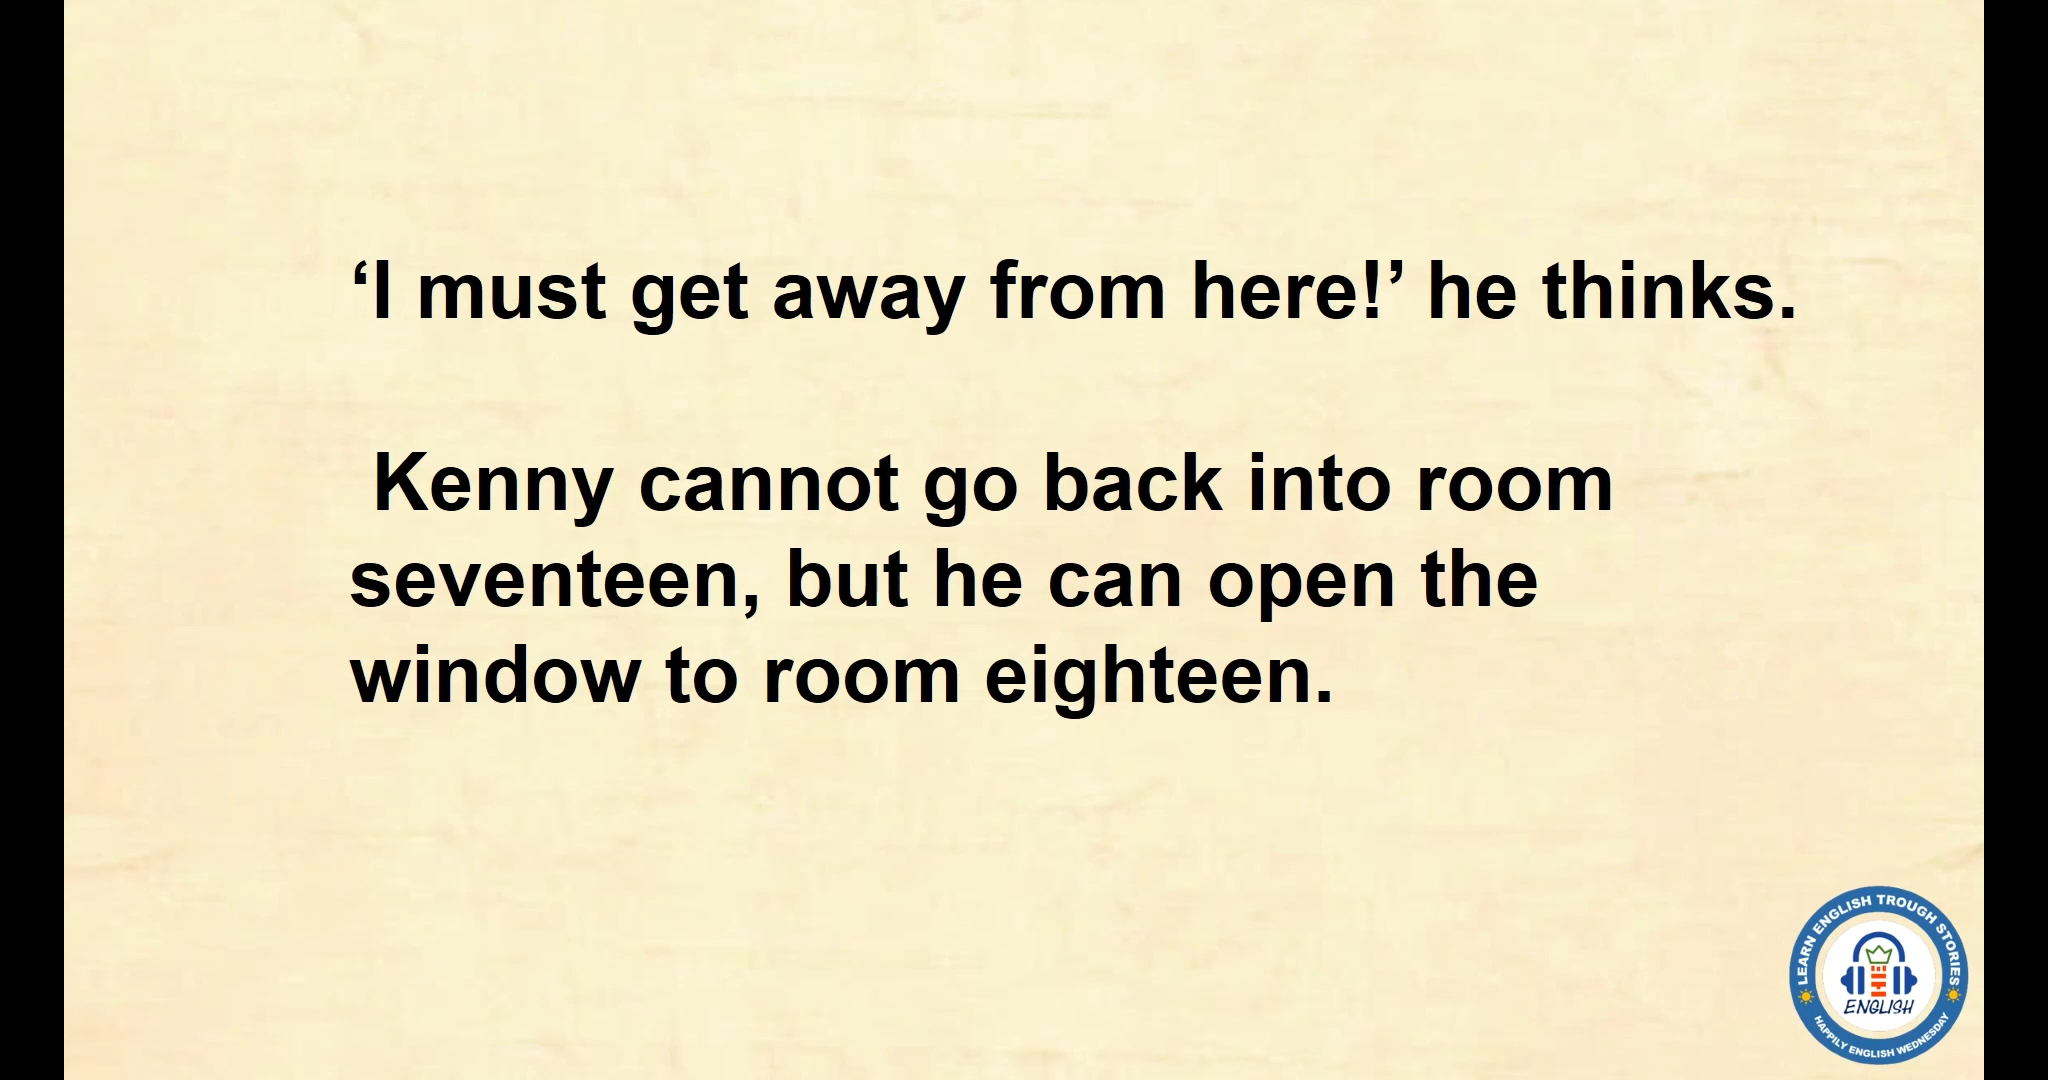 ‘I must get away from here!’ he thinks.
Kenny cannot go back into room
seventeen, but he can open the
window to room eighteen.
LEARN ENGLISH TROUGH STORIES
ENGLISH
HAPPILY ENGLISH WEDNESDAY